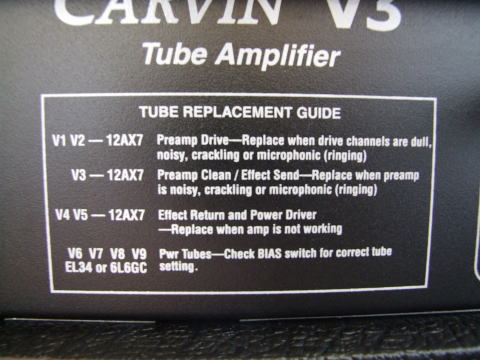 CARVIN V3
Tube Amplifier
TUBE REPLACEMENT GUIDE
V1 V2 — 12AX7 Preamp Drive—Replace when drive channels are dull,
noisy, crackling or microphonic (ringing)
V3 — 12AX7 Preamp Clean / Effect Send—Replace when preamp
is noisy, crackling or microphonic (ringing)
V4 V5 — 12AX7 Effect Return and Power Driver
—Replace when amp is not working
V6 V7 V8 V9 Pwr Tubes—Check BIAS switch for correct tube
EL34 or 6L6GC setting.